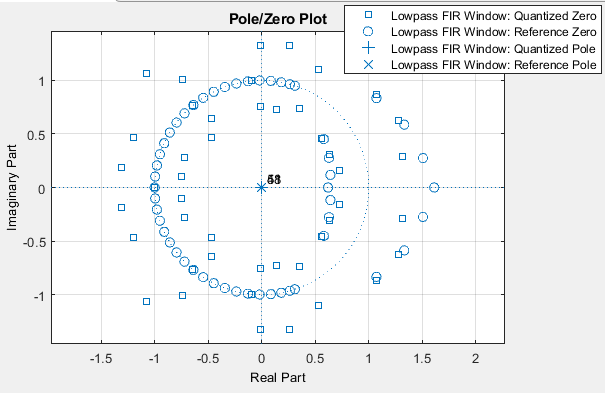 Pole/Zero Plot
Lowpass FIR Window: Quantized Zero
Lowpass FIR Window: Reference Zero
Lowpass FIR Window: Quantized Pole
Lowpass FIR Window: Reference Pole
1
0.5
0
-0.5
-1
Imaginary Part
-1.5 -1 -0.5 0 0.5 1 1.5 2
Real Part